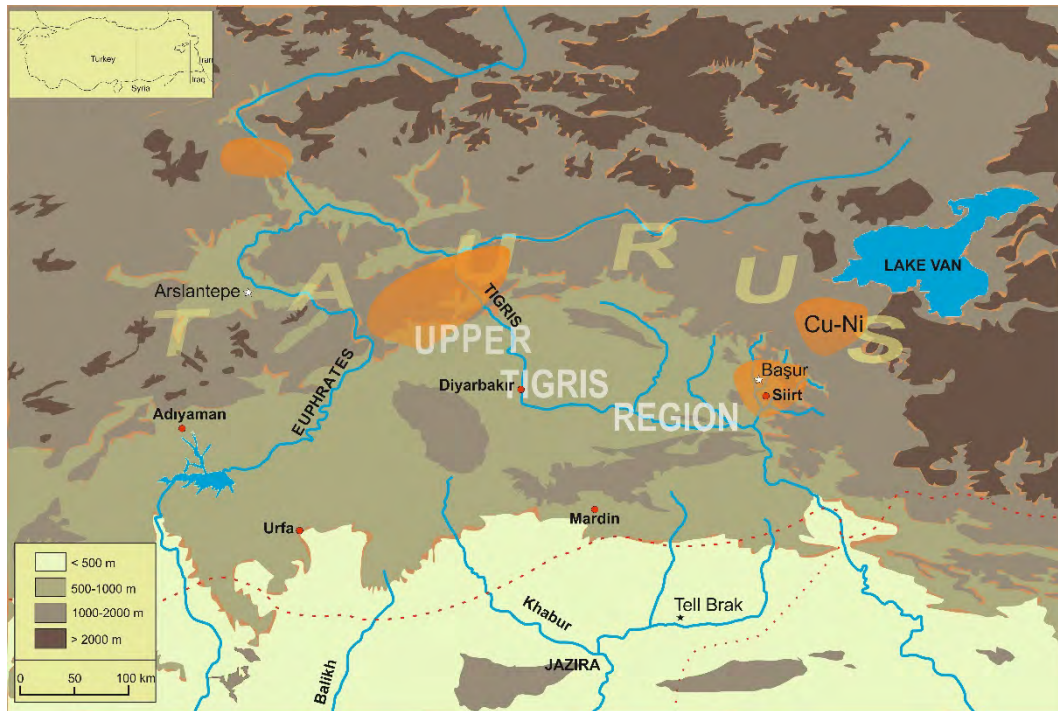 Turkey
Iran
Iraq
Syria
T A U R U S
LAKE VAN
Arslantepe
Cu-Ni
TIGRIS
UPPER
TIGRIS
REGION
Başur
Siirt
Diyarbakır
EUPHRATES
Adıyaman
Urfa
Mardin
Tell Brak
Khabur
JAZIRA
Balikh
< 500 m
500-1000 m
1000-2000 m
> 2000 m
0 50 100 km